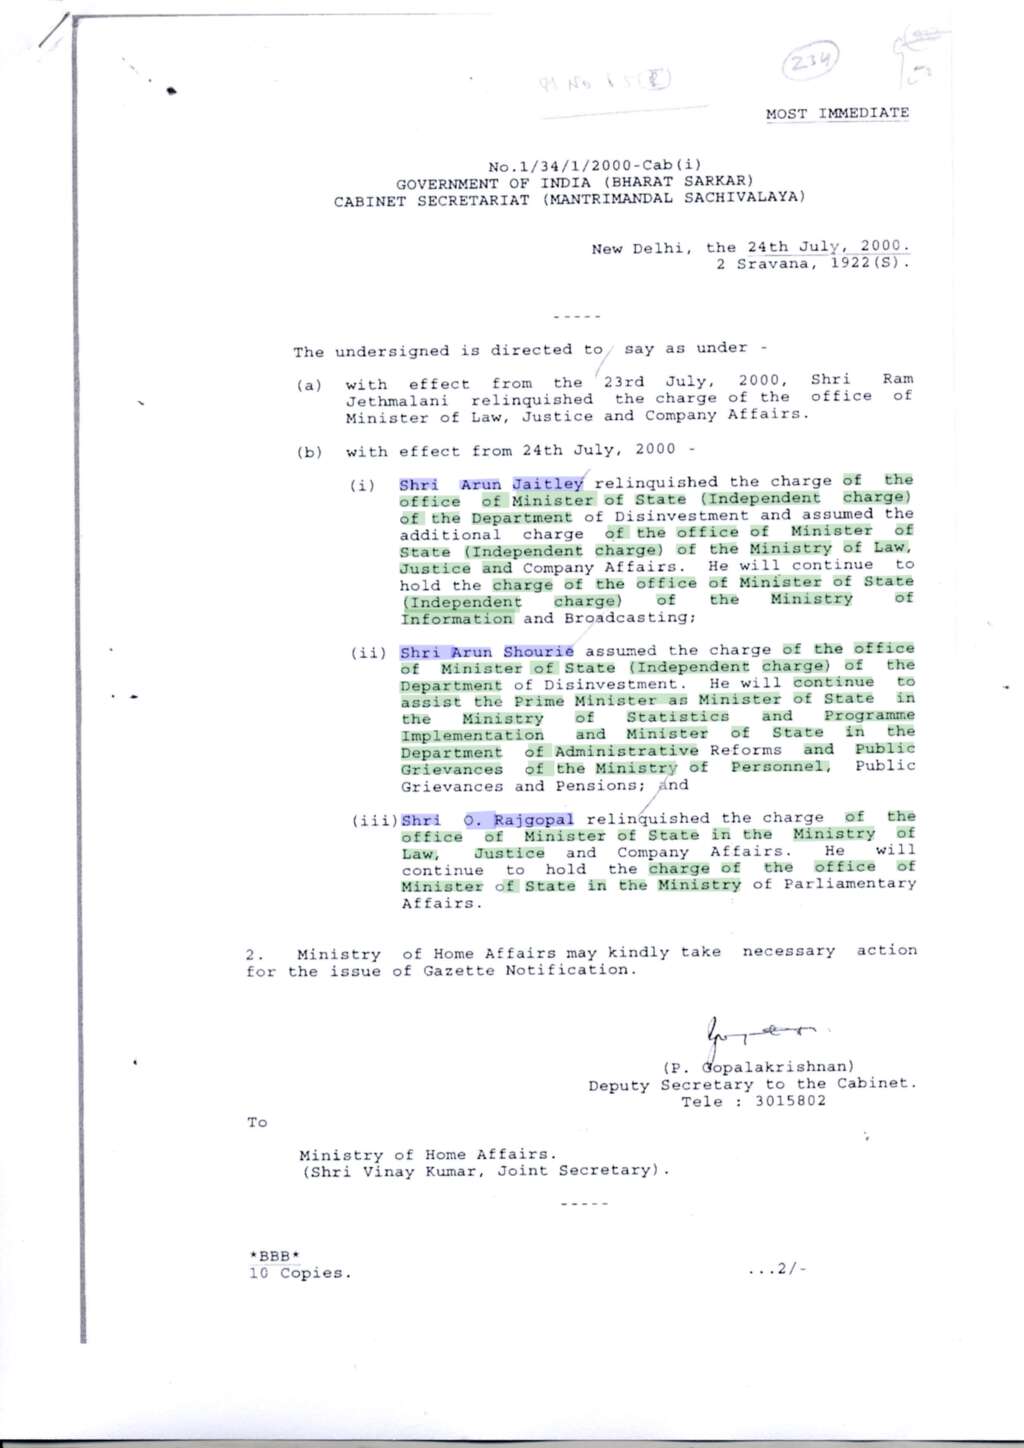 234
MOST IMMEDIATE
No.1/34/1/2000-Cab(i)
GOVERNMENT OF INDIA (BHARAT SARKAR)
CABINET SECRETARIAT (MANTRIMANDAL SACHIVALAYA)
New Delhi, the 24th July, 2000.
2 Sravana, 1922(S).
-----
The undersigned is directed to say as under -
(a) with effect from the 23rd July, 2000, Shri Ram
Jethmalani relinquished the charge of the office of
Minister of Law, Justice and Company Affairs.
(b) with effect from 24th July, 2000 -
(i) Shri Arun Jaitley relinquished the charge of the
office of Minister of State (Independent charge)
of the Department of Disinvestment and assumed the
additional charge of the office of Minister of
State (Independent charge) of the Ministry of Law,
Justice and Company Affairs. He will continue to
hold the charge of the office of Minister of State
(Independent charge) of the Ministry of
Information and Broadcasting;
(ii) Shri Arun Shourie assumed the charge of the office
of Minister of State (Independent charge) of the
Department of Disinvestment. He will continue to
assist the Prime Minister as Minister of State in
the Ministry of Statistics and Programme
Implementation and Minister of State in the
Department of Administrative Reforms and Public
Grievances of the Ministry of Personnel, Public
Grievances and Pensions; and
(iii) Shri O. Rajgopal relinquished the charge of the
office of Minister of State in the Ministry of
Law, Justice and Company Affairs. He will
continue to hold the charge of the office of
Minister of State in the Ministry of Parliamentary
Affairs.
2. Ministry of Home Affairs may kindly take necessary action
for the issue of Gazette Notification.
(P. Gopalakrishnan)
Deputy Secretary to the Cabinet.
Tele : 3015802
To
Ministry of Home Affairs.
(Shri Vinay Kumar, Joint Secretary).
-----
*BBB*
10 Copies.
...2/-